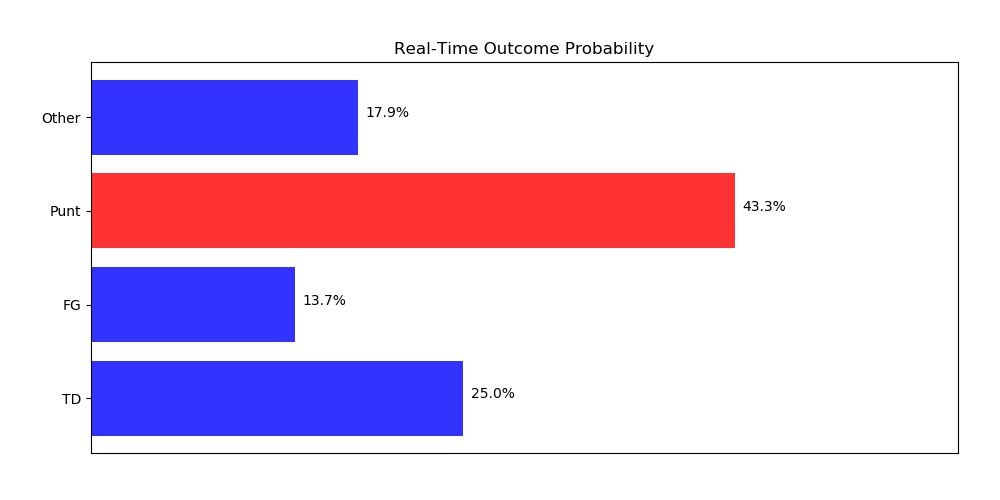 Real-Time Outcome Probability
Other
17.9%
Punt
43.3%
FG
13.7%
TD
25.0%